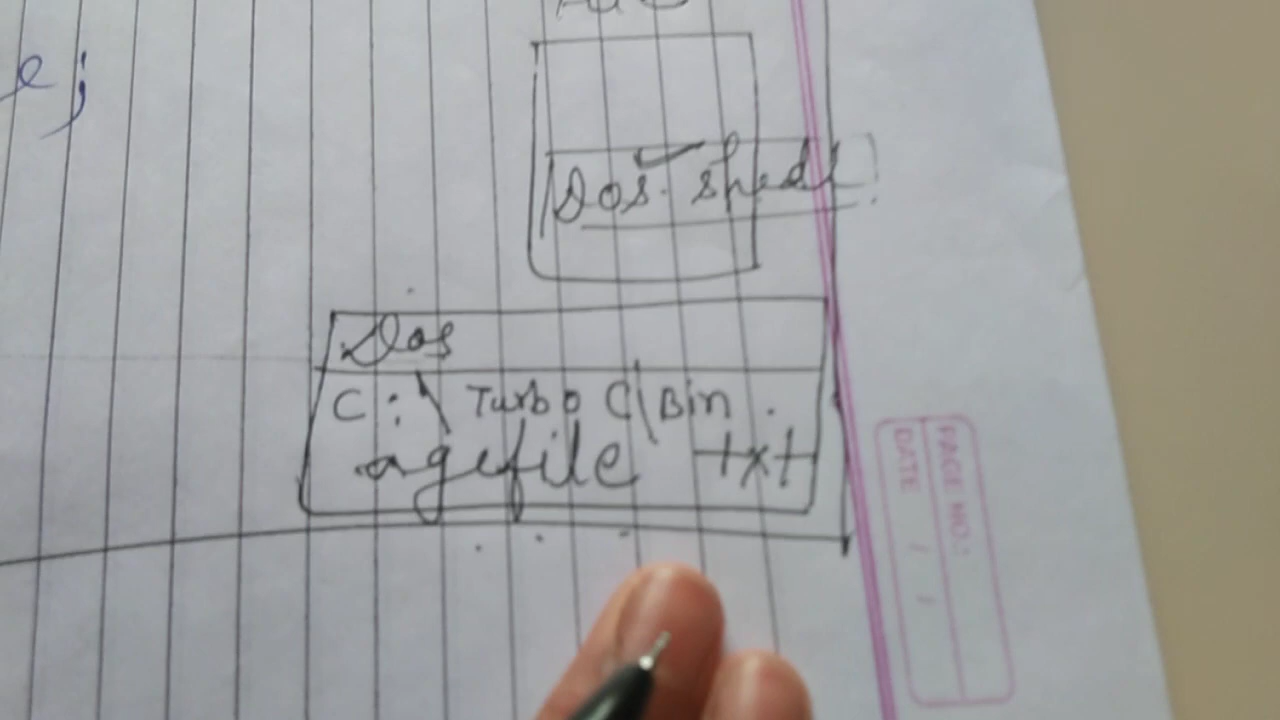 e;
Dos. shell
Dos
C:\ Turbo C\Bin
agefile txt
PAGE NO.:
DATE / /